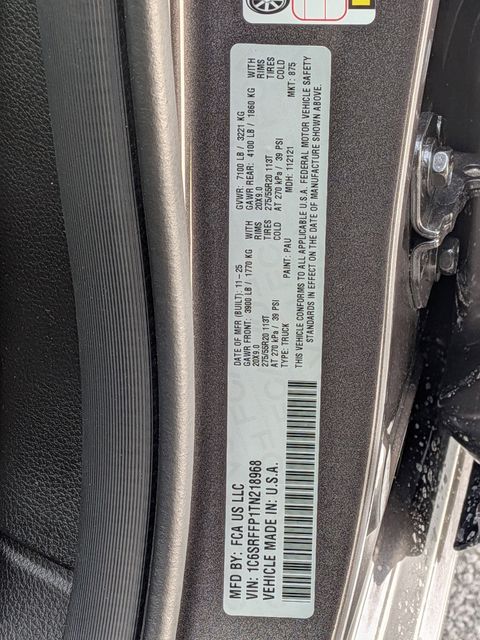 MFD BY: FCA US LLC
DATE OF MFR (BUILT): 11-25
GVWR: 7100 LB / 3221 KG
GAWR FRONT: 3900 LB / 1770 KG WITH
GAWR REAR: 4100 LB / 1860 KG WITH
20X9.0 RIMS
20X9.0 RIMS
275/55R20 113T TIRES
275/55R20 113T TIRES
AT 270 kPa / 39 PSI COLD
AT 270 kPa / 39 PSI COLD
TYPE: TRUCK
PAINT: PAU
MDH: 112121
MKT: 875
THIS VEHICLE CONFORMS TO ALL APPLICABLE U.S.A. FEDERAL MOTOR VEHICLE SAFETY
STANDARDS IN EFFECT ON THE DATE OF MANUFACTURE SHOWN ABOVE.
VIN: 1C6SRFFP1TN218968
VEHICLE MADE IN: U.S.A.